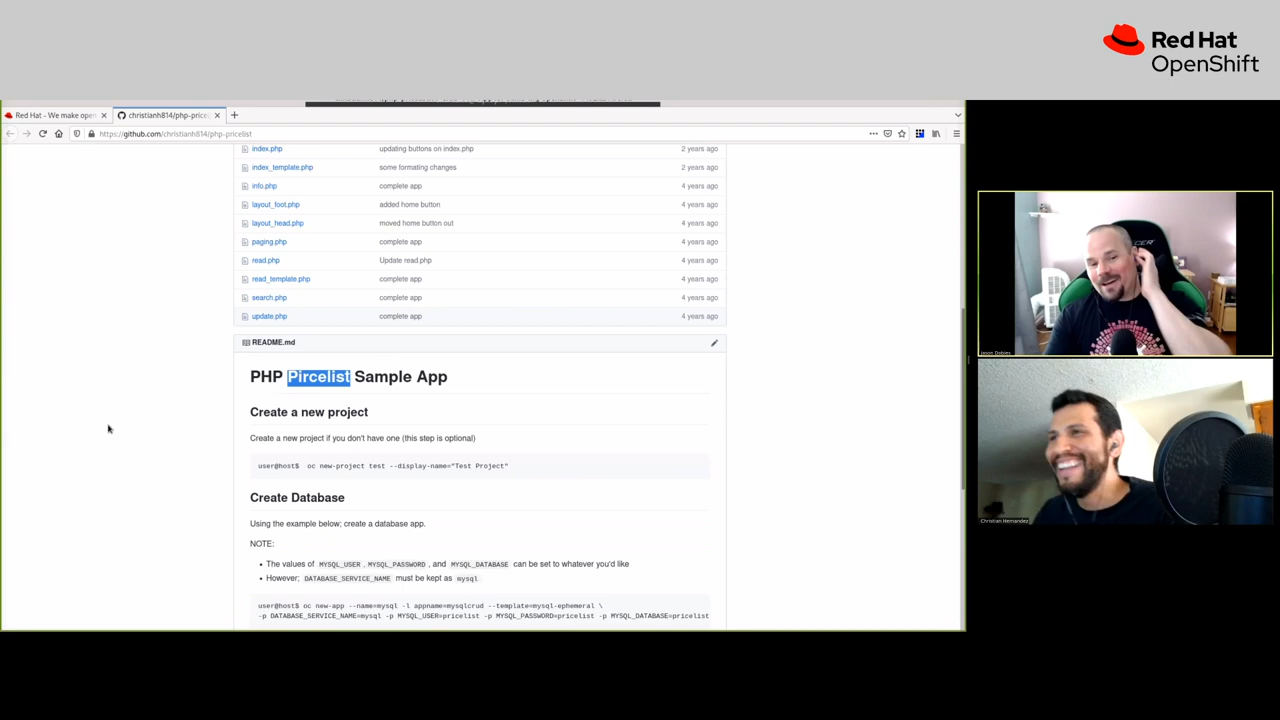 Red Hat
OpenShift
Red Hat - We make open
christianh814/php-price
https://github.com/christianh814/php-pricelist
index.php updating buttons on index.php 2 years ago
index_template.php some formating changes 2 years ago
info.php complete app 4 years ago
layout_foot.php added home button 4 years ago
layout_head.php moved home button out 4 years ago
paging.php complete app 4 years ago
read.php Update read.php 4 years ago
read_template.php complete app 4 years ago
search.php complete app 4 years ago
update.php complete app 4 years ago
README.md
PHP Pircelist Sample App
Create a new project
Create a new project if you don't have one (this step is optional)
user@host$ oc new-project test --display-name="Test Project"
Create Database
Using the example below; create a database app.
NOTE:
• The values of MYSQL_USER , MYSQL_PASSWORD , and MYSQL_DATABASE can be set to whatever you'd like
• However; DATABASE_SERVICE_NAME must be kept as mysql
user@host$ oc new-app --name=mysql -l appname=mysqlcrud --template=mysql-ephemeral \
-p DATABASE_SERVICE_NAME=mysql -p MYSQL_USER=pricelist -p MYSQL_PASSWORD=pricelist -p MYSQL_DATABASE=pricelist
Jason Dobies
Christian Hernandez